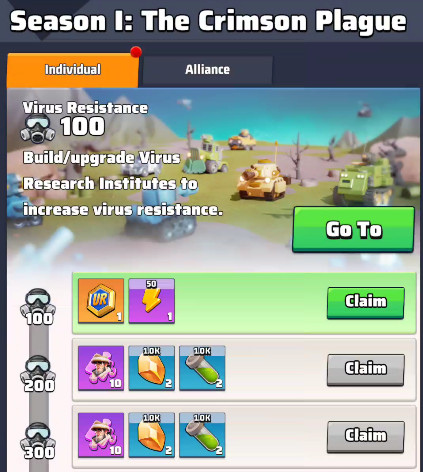 Season 1: The Crimson Plague
Individual
Alliance
Virus Resistance
100
Build/upgrade Virus
Research Institutes to
increase virus resistance.
Go To
100
UR
1
50
1
Claim
200
10
10K
2
10K
2
Claim
300
10
10K
2
10K
2
Claim